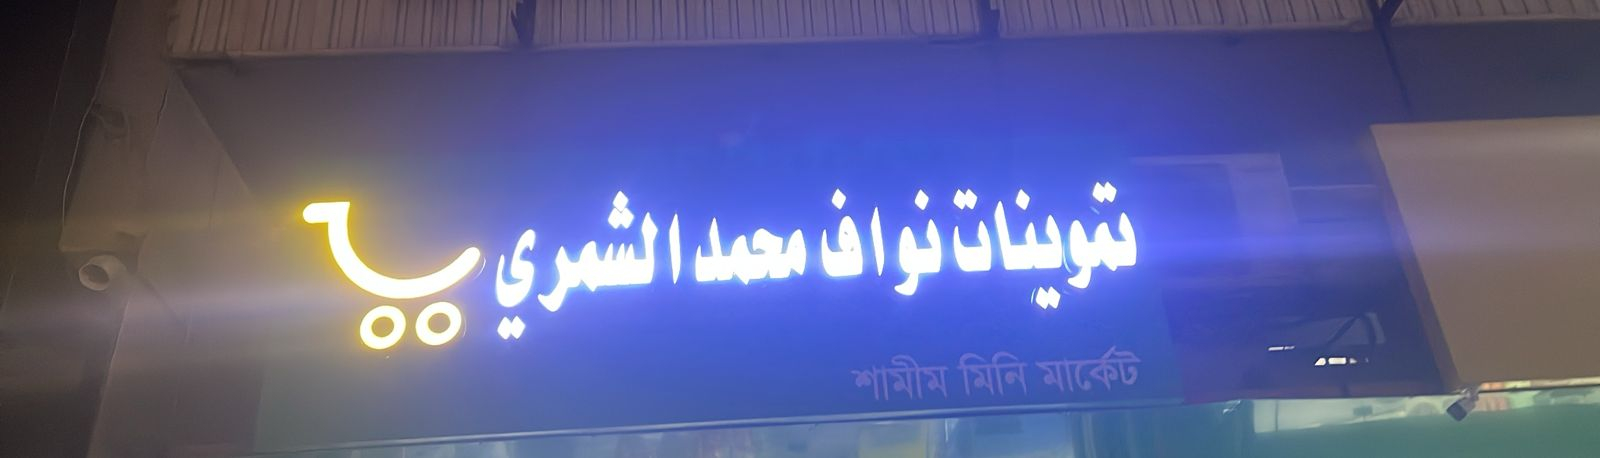 تموينات نواف محمد الشمري
শামীম মিনি মার্কেট